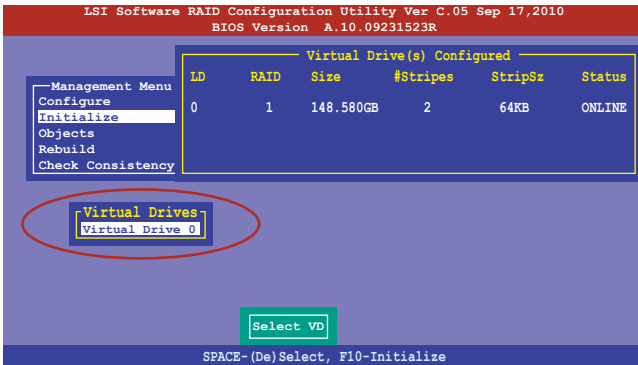 LSI Software RAID Configuration Utility Ver C.05 Sep 17,2010
BIOS Version A.10.09231523R
Virtual Drive(s) Configured
LD RAID Size #Stripes StripSz Status
0 1 148.580GB 2 64KB ONLINE
Management Menu
Configure
Initialize
Objects
Rebuild
Check Consistency
Virtual Drives
Virtual Drive 0
Select VD
SPACE-(De)Select, F10-Initialize